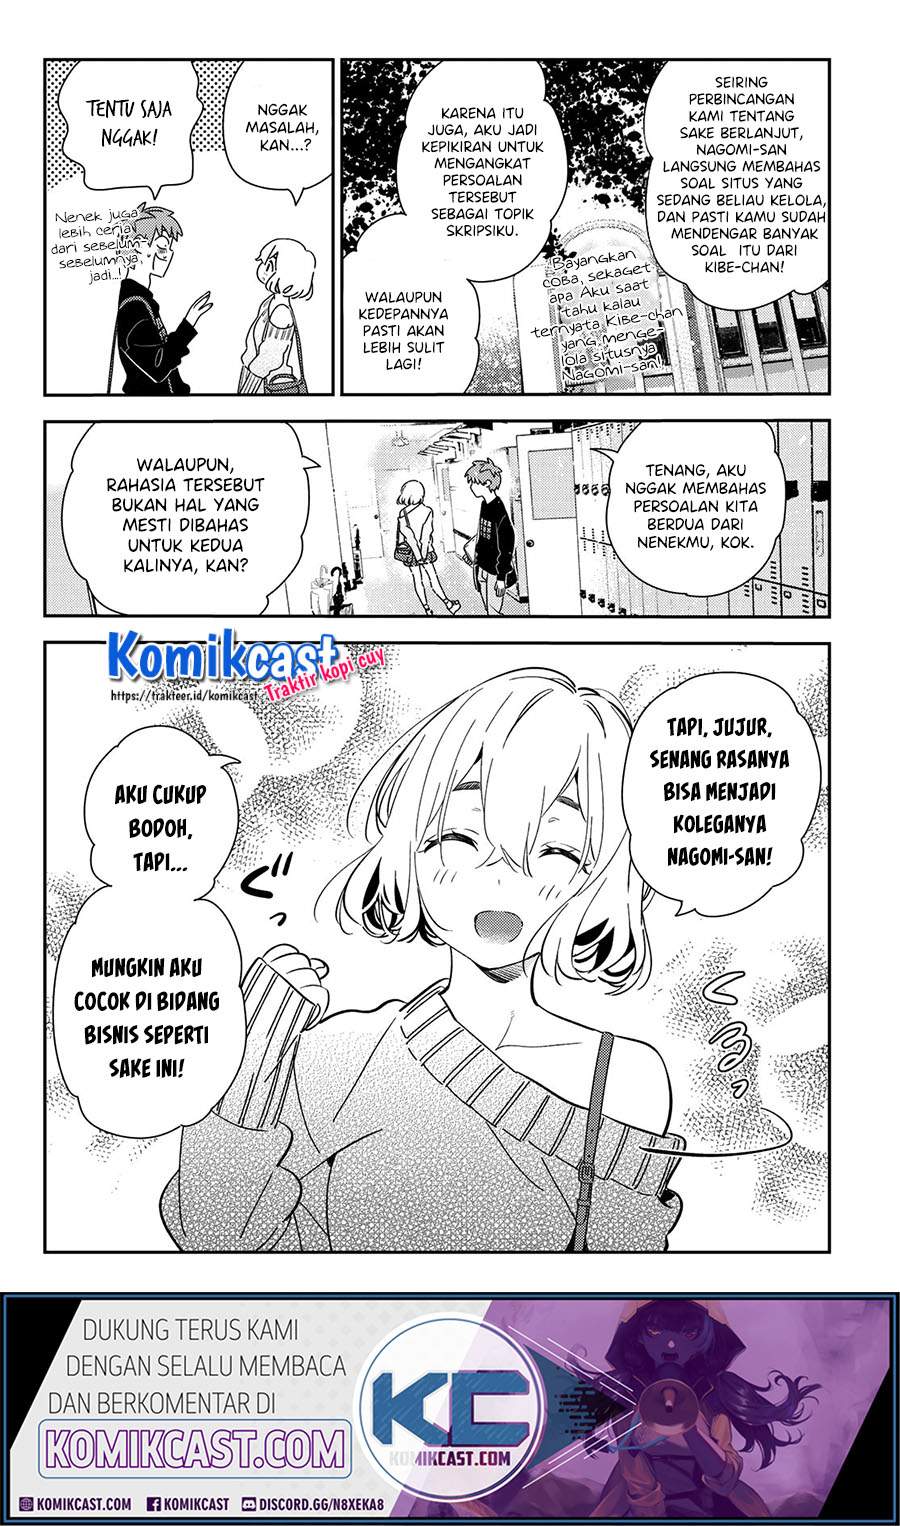 SEIRING
PERBINCANGAN
KAMI TENTANG
SAKE BERLANJUT,
NAGOMI-SAN
LANGSUNG MEMBAHAS
SOAL SITUS YANG
SEDANG BELIAU KELOLA,
DAN PASTI KAMU SUDAH
MENDENGAR BANYAK
SOAL ITU DARI
KIBE-CHAN!
Bayangkan
coba, sekaget
apa Aku saat
tahu kalau
ternyata Kibe-chan
yang menge-
lola situsnya
Nagomi-san!
KARENA ITU
JUGA, AKU JADI
KEPIKIRAN UNTUK
MENGANGKAT
PERSOALAN
TERSEBUT
SEBAGAI TOPIK
SKRIPSIKU.
WALAUPUN
KEDEPANNYA
PASTI AKAN
LEBIH SULIT
LAGI!
NGGAK
MASALAH,
KAN...?
TENTU SAJA
NGGAK!
Nenek juga
lebih ceria
dari sebelum-
sebelumnya,
jadi...!
TENANG, AKU
NGGAK MEMBAHAS
PERSOALAN KITA
BERDUA DARI
NENEKMU, KOK.
WALAUPUN,
RAHASIA TERSEBUT
BUKAN HAL YANG
MESTI DIBAHAS
UNTUK KEDUA
KALINYA, KAN?
Komikcast
Traktir kopi cuy
https://trakteer.id/komikcast
TAPI, JUJUR,
SENANG RASANYA
BISA MENJADI
KOLEGANYA
NAGOMI-SAN!
AKU CUKUP
BODOH,
TAPI...
MUNGKIN AKU
COCOK DI BIDANG
BISNIS SEPERTI
SAKE INI!
DUKUNG TERUS KAMI
DENGAN SELALU MEMBACA
DAN BERKOMENTAR DI
KOMIKCAST.COM
KC
KOMIKCAST.COM
KOMIKCAST.COM KOMIKCAST DISCORD.GG/N8XEKA8